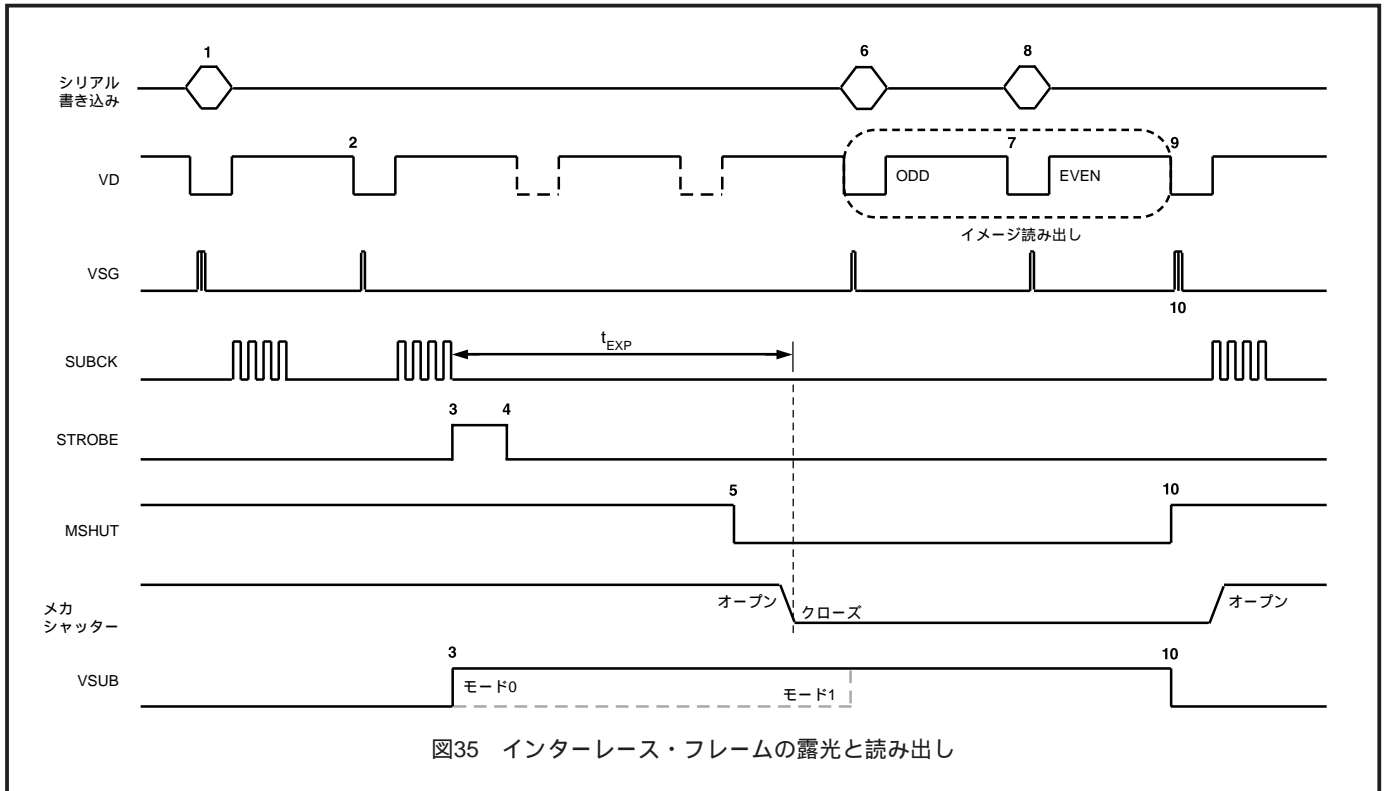 1
6
8
シリアル
書き込み
2
7
9
VD
ODD
EVEN
イメージ読み出し
VSG
10
SUBCK
tEXP
3
4
STROBE
5
10
MSHUT
メカ
シャッター
オープン
クローズ
オープン
3
10
VSUB
モード0
モード1
図35 インターレース・フレームの露光と読み出し